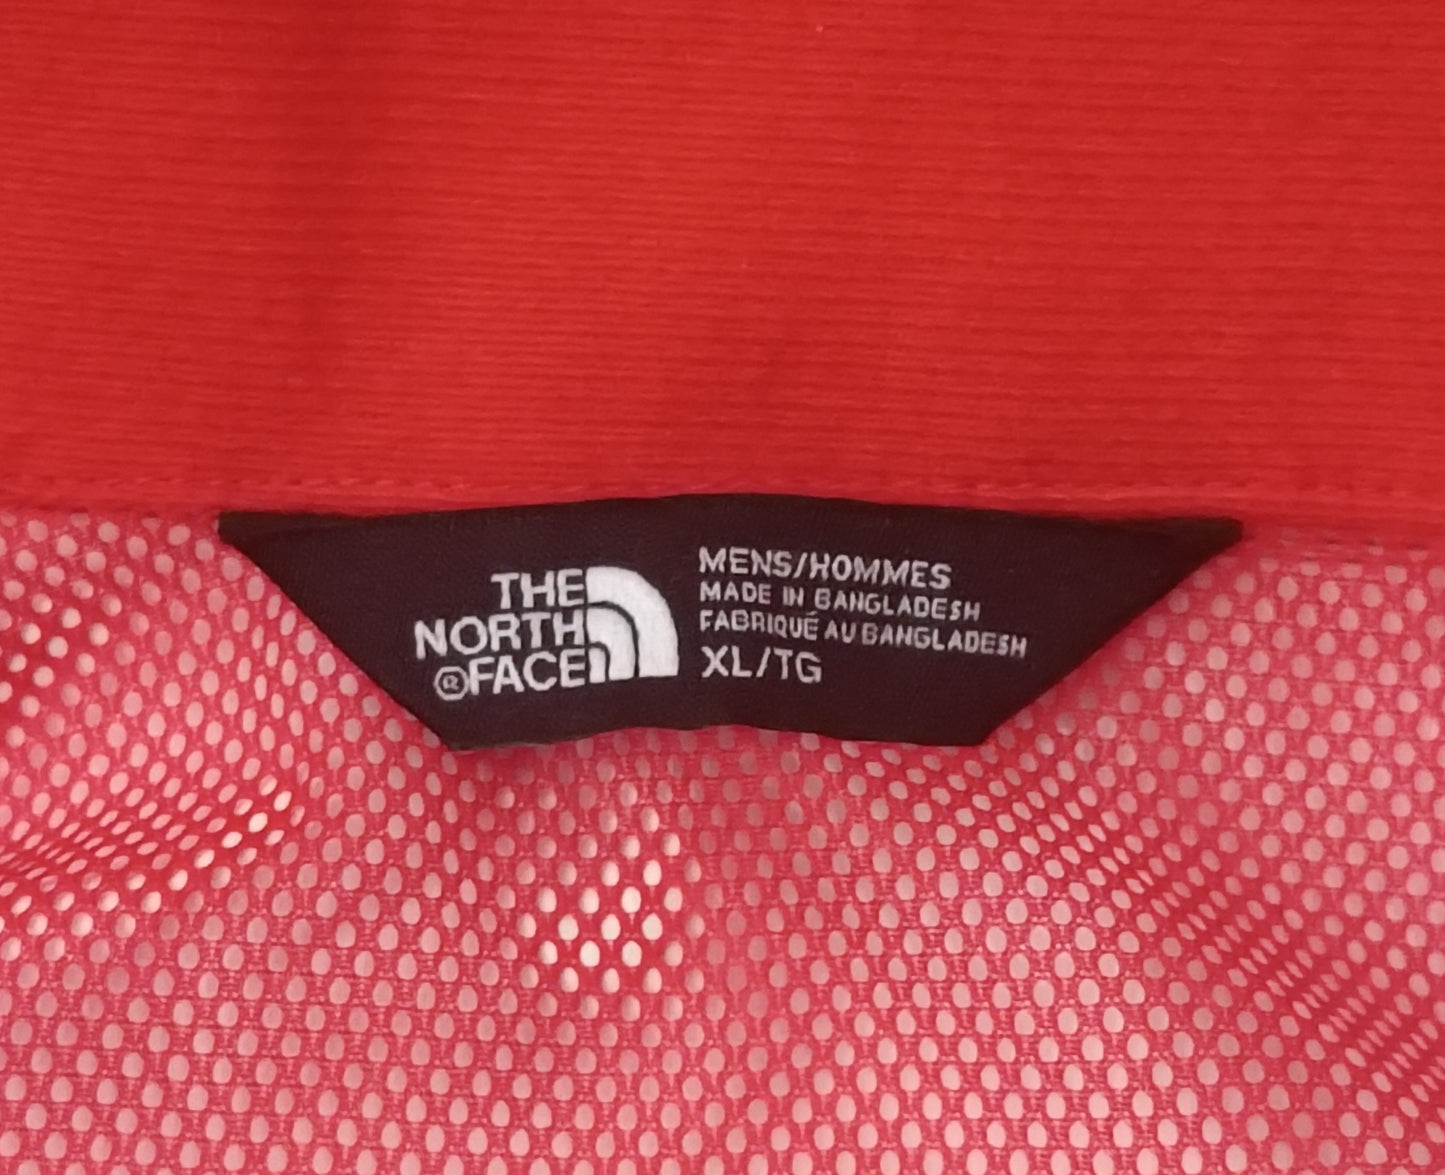 THE
NORTH
®FACE
MENS/HOMMES
MADE IN BANGLADESH
FABRIQUÉ AU BANGLADESH
XL/TG